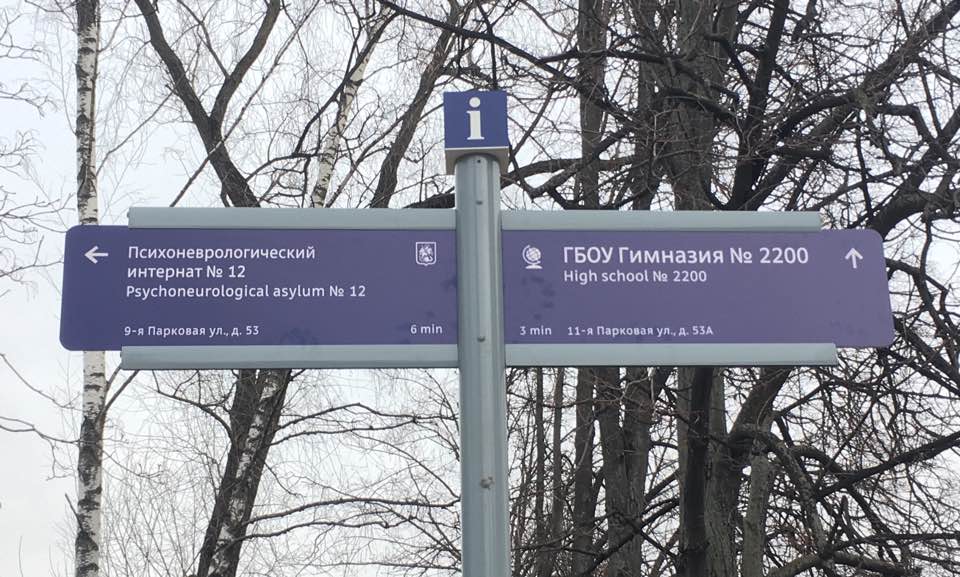 i
← Психоневрологический
интернат № 12
Psychoneurological asylum № 12
9-я Парковая ул., д. 53 6 min
ГБОУ Гимназия № 2200 ↑
High school № 2200
3 min 11-я Парковая ул., д. 53А